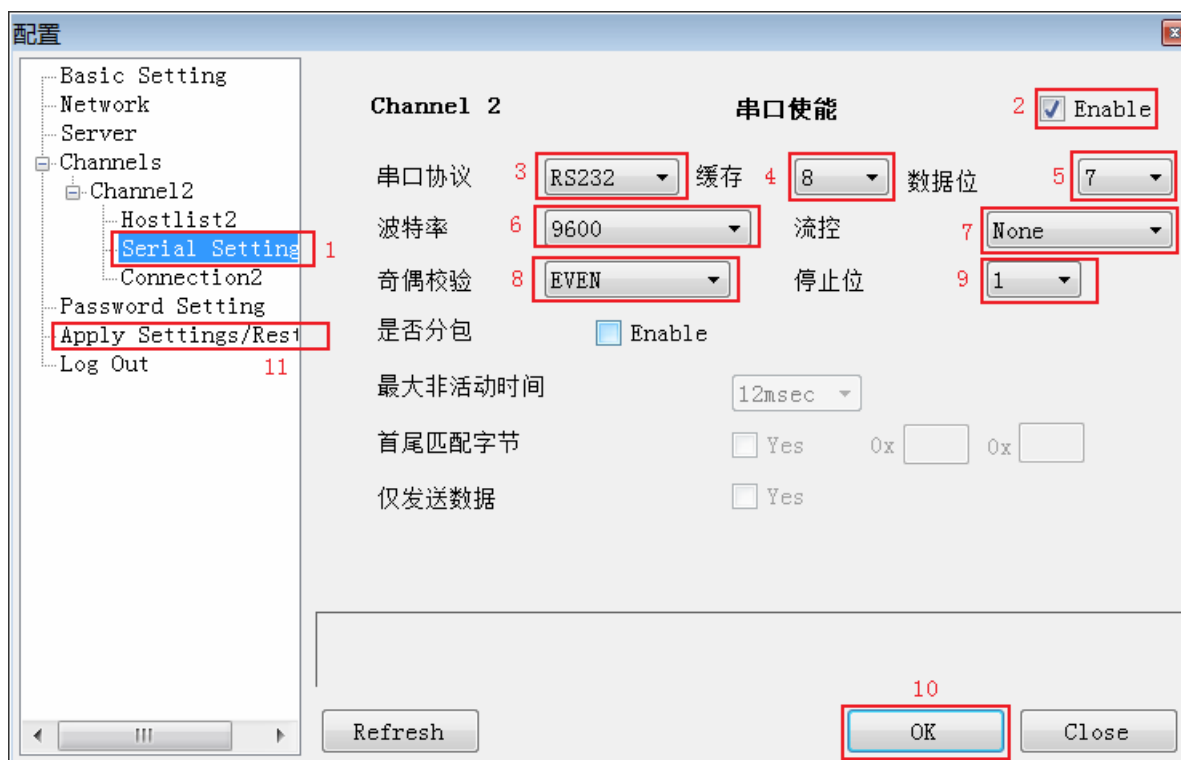 配置
Basic Setting
Network
Server
Channels
Channel2
Hostlist2
Serial Setting 1
Connection2
Password Setting
Apply Settings/Rest
Log Out 11
Channel 2 串口使能 2 Enable
串口协议 3 RS232 缓存 4 8 数据位 5 7
波特率 6 9600 流控 7 None
奇偶校验 8 EVEN 停止位 9 1
是否分包 Enable
最大非活动时间 12msec
首尾匹配字节 Yes 0x 0x
仅发送数据 Yes
10
Refresh OK Close